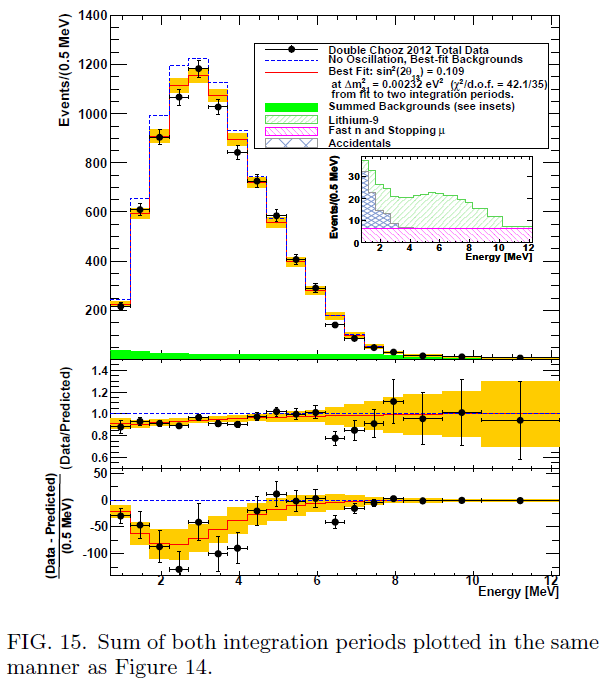 1400
1200
1000
800
600
400
200
Events/(0.5 MeV)
Double Chooz 2012 Total Data
No Oscillation, Best-fit Backgrounds
Best Fit: sin²(2θ₁₃) = 0.109
at Δm²₃₁ = 0.00232 eV² (χ²/d.o.f. = 42.1/35)
from fit to two integration periods.
Summed Backgrounds (see insets)
Lithium-9
Fast n and Stopping μ
Accidentals
Events/(0.5 MeV)
30
20
10
0
2 4 6 8 10 12
Energy [MeV]
(Data/Predicted)
1.4
1.2
1.0
0.8
0.6
(Data - Predicted)
(0.5 MeV)
50
0
-50
-100
2 4 6 8 10 12
Energy [MeV]
FIG. 15. Sum of both integration periods plotted in the same
manner as Figure 14.